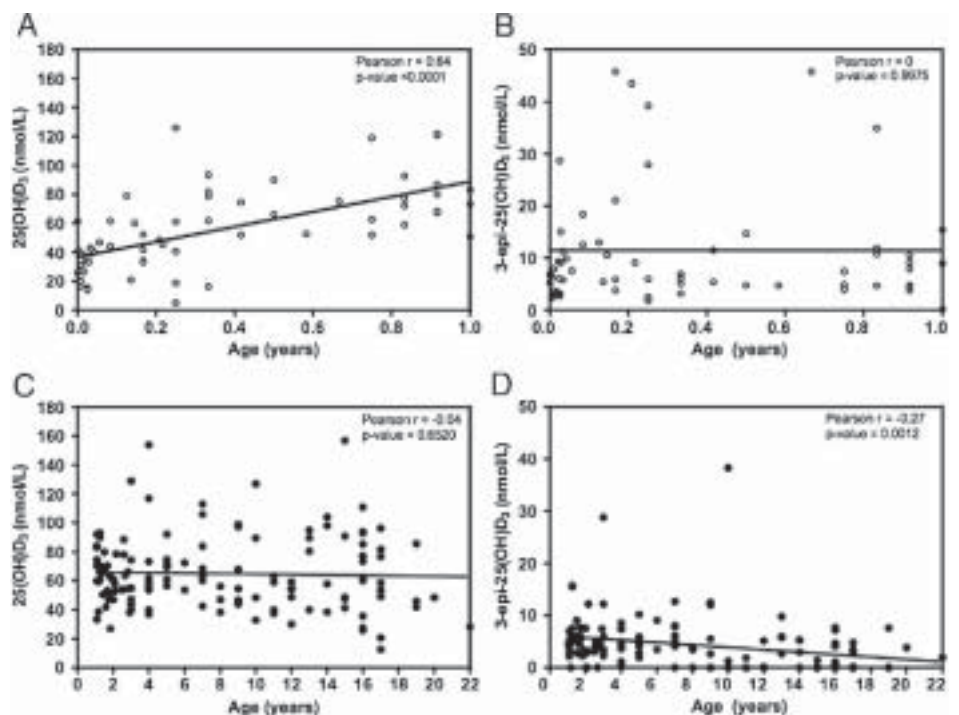 A
180
160
140
120
100
80
60
40
20
0
25(OH)D3 (nmol/L)
Pearson r = 0.64
p-value <0.0001
0.0 0.2 0.4 0.6 0.8 1.0
Age (years)
B
50
40
30
20
10
0
3-epi-25(OH)D3 (nmol/L)
Pearson r = 0
p-value = 0.9975
0.0 0.2 0.4 0.6 0.8 1.0
Age (years)
C
180
160
140
120
100
80
60
40
20
0
25(OH)D3 (nmol/L)
Pearson r = -0.04
p-value = 0.6520
0 2 4 6 8 10 12 14 16 18 20 22
Age (years)
D
50
40
30
20
10
0
3-epi-25(OH)D3 (nmol/L)
Pearson r = -0.27
p-value = 0.0012
0 2 4 6 8 10 12 14 16 18 20 22
Age (years)